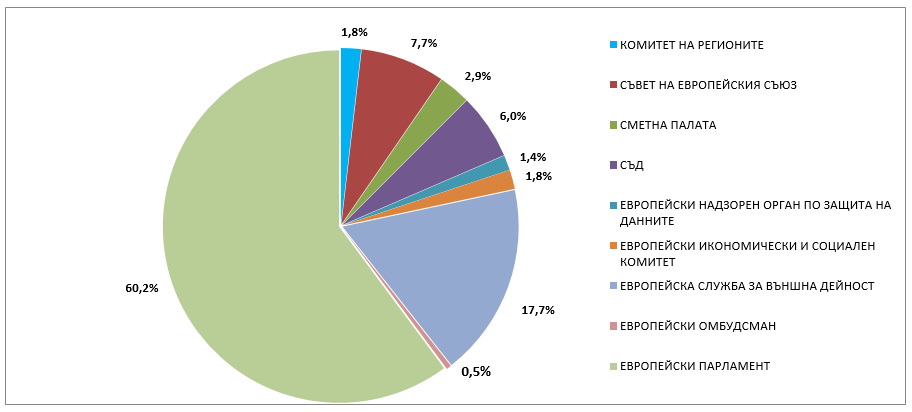 1,8%
7,7%
2,9%
6,0%
1,4%
1,8%
17,7%
0,5%
60,2%
КОМИТЕТ НА РЕГИОНИТЕ
СЪВЕТ НА ЕВРОПЕЙСКИЯ СЪЮЗ
СМЕТНА ПАЛАТА
СЪД
ЕВРОПЕЙСКИ НАДЗОРЕН ОРГАН ПО ЗАЩИТА НА
ДАННИТЕ
ЕВРОПЕЙСКИ ИКОНОМИЧЕСКИ И СОЦИАЛЕН
КОМИТЕТ
ЕВРОПЕЙСКА СЛУЖБА ЗА ВЪНШНА ДЕЙНОСТ
ЕВРОПЕЙСКИ ОМБУДСМАН
ЕВРОПЕЙСКИ ПАРЛАМЕНТ